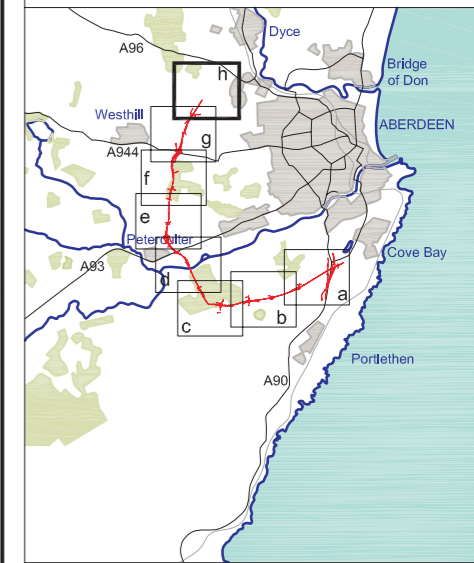 Dyce
A96
h
Bridge
of Don
Westhill
ABERDEEN
g
A944
f
e
Peterculter
Cove Bay
A93
d
a
c
b
Portlethen
A90